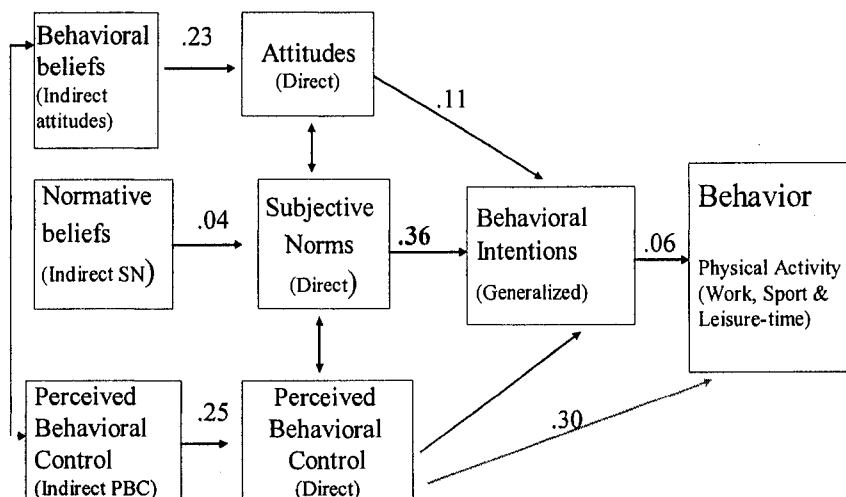 Behavioral
beliefs
(Indirect
attitudes)
.23
Attitudes
(Direct)
.11
Normative
beliefs
(Indirect SN)
.04
Subjective
Norms
(Direct)
.36
Behavioral
Intentions
(Generalized)
.06
Behavior
Physical Activity
(Work, Sport &
Leisure-time)
Perceived
Behavioral
Control
(Indirect PBC)
.25
Perceived
Behavioral
Control
(Direct)
.30